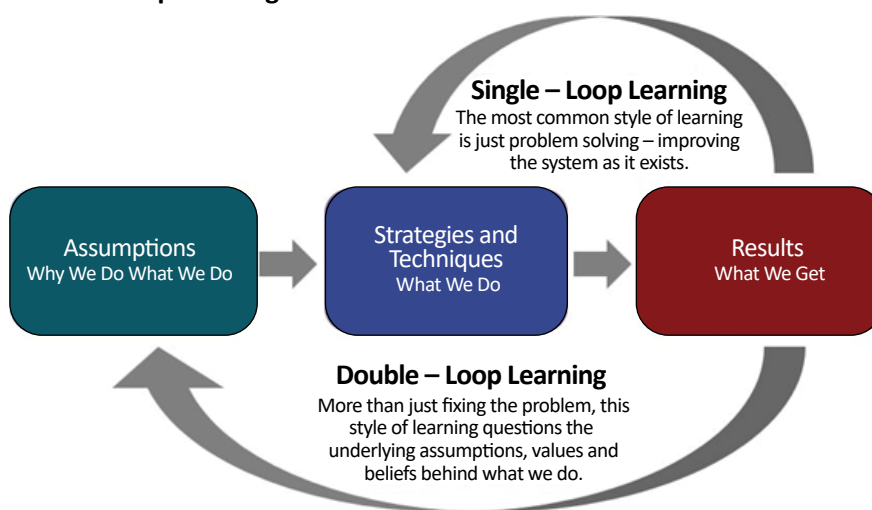 Single – Loop Learning
The most common style of learning
is just problem solving – improving
the system as it exists.
Assumptions
Why We Do What We Do
Strategies and
Techniques
What We Do
Results
What We Get
Double – Loop Learning
More than just fixing the problem, this
style of learning questions the
underlying assumptions, values and
beliefs behind what we do.